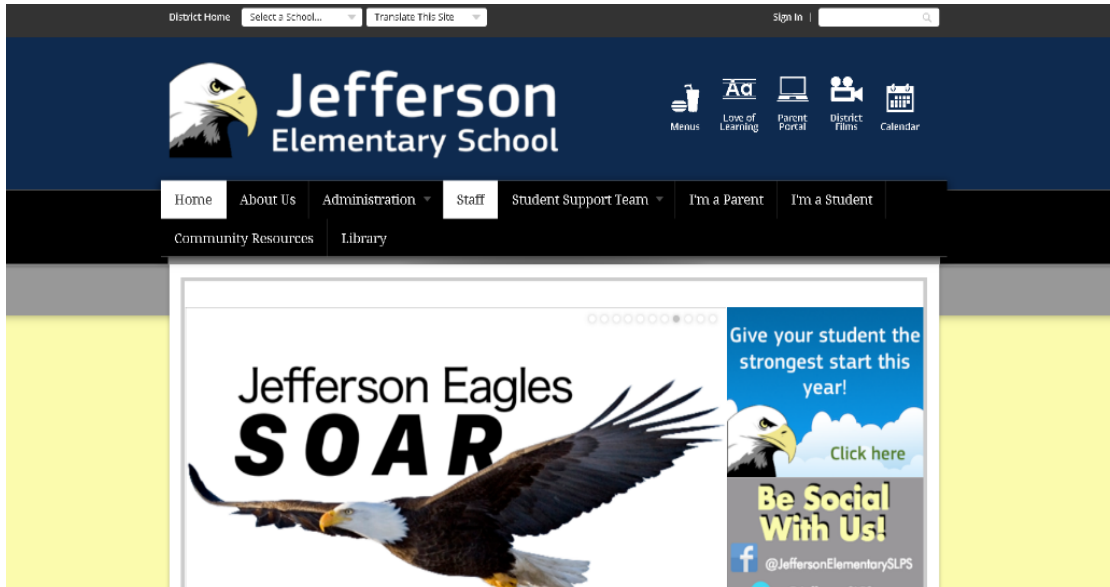 District Home
Select a School...
Translate This Site
Sign In |
Jefferson
Elementary School
Menus
Aa
Love of
Learning
Parent
Portal
District
Films
Calendar
Home
About Us
Administration
Staff
Student Support Team
I'm a Parent
I'm a Student
Community Resources
Library
Jefferson Eagles
SOAR
Give your student the
strongest start this
year!
Click here
Be Social
With Us!
f
@JeffersonElementarySLPS